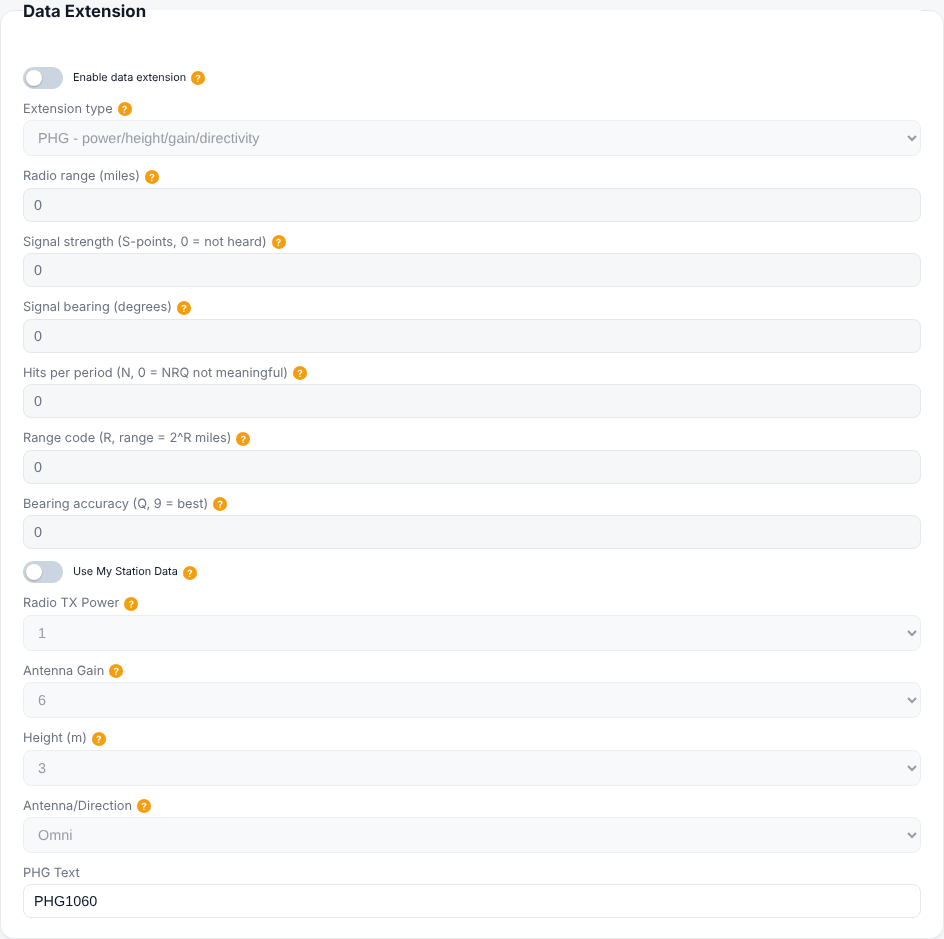 Data Extension
Enable data extension ?
Extension type ?
PHG - power/height/gain/directivity
Radio range (miles) ?
0
Signal strength (S-points, 0 = not heard) ?
0
Signal bearing (degrees) ?
0
Hits per period (N, 0 = NRQ not meaningful) ?
0
Range code (R, range = 2^R miles) ?
0
Bearing accuracy (Q, 9 = best) ?
0
Use My Station Data ?
Radio TX Power ?
1
Antenna Gain ?
6
Height (m) ?
3
Antenna/Direction ?
Omni
PHG Text
PHG1060